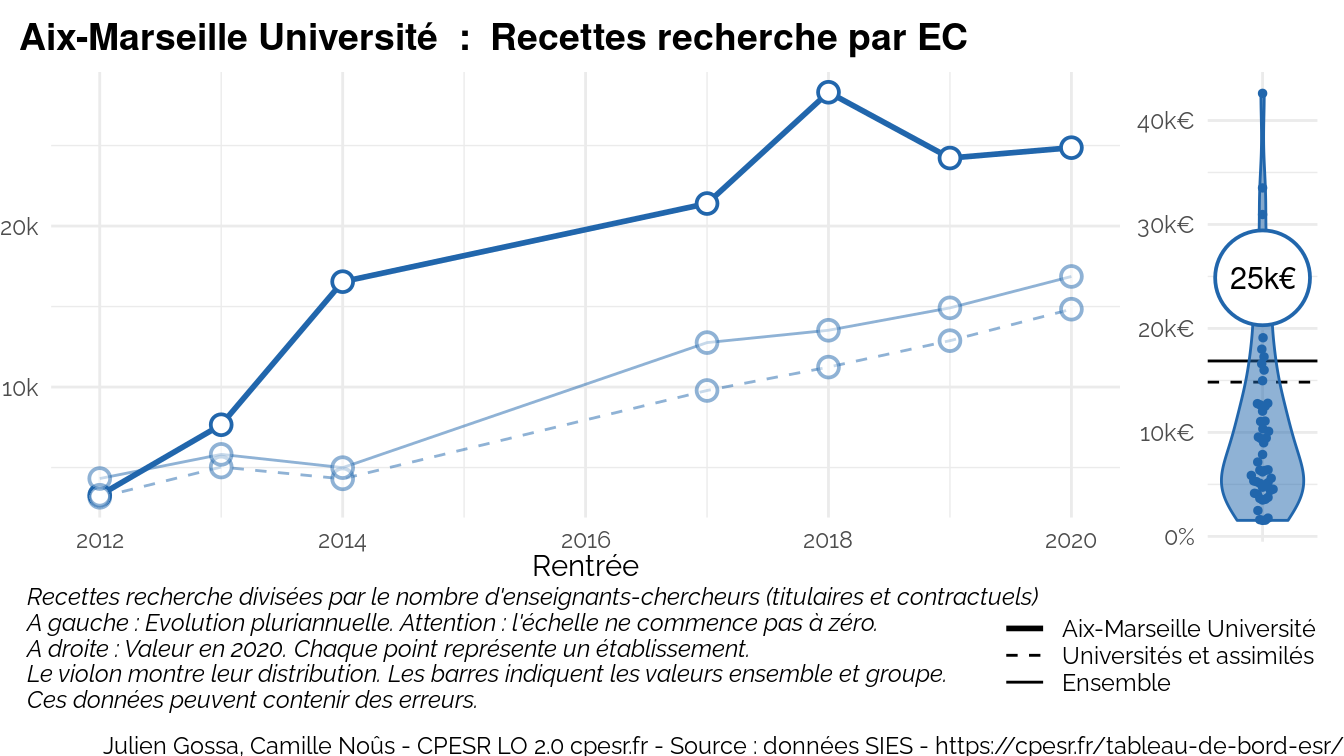 Aix-Marseille Université : Recettes recherche par EC
20k
10k
2012 2014 2016 2018 2020
Rentrée
40k€
30k€
25k€
20k€
10k€
0%
Recettes recherche divisées par le nombre d'enseignants-chercheurs (titulaires et contractuels)
A gauche : Evolution pluriannuelle. Attention : l'échelle ne commence pas à zéro.
A droite : Valeur en 2020. Chaque point représente un établissement.
Le violon montre leur distribution. Les barres indiquent les valeurs ensemble et groupe.
Ces données peuvent contenir des erreurs.
Aix-Marseille Université
Universités et assimilés
Ensemble
Julien Gossa, Camille Noûs - CPESR LO 2.0 cpesr.fr - Source : données SIES - https://cpesr.fr/tableau-de-bord-esr/